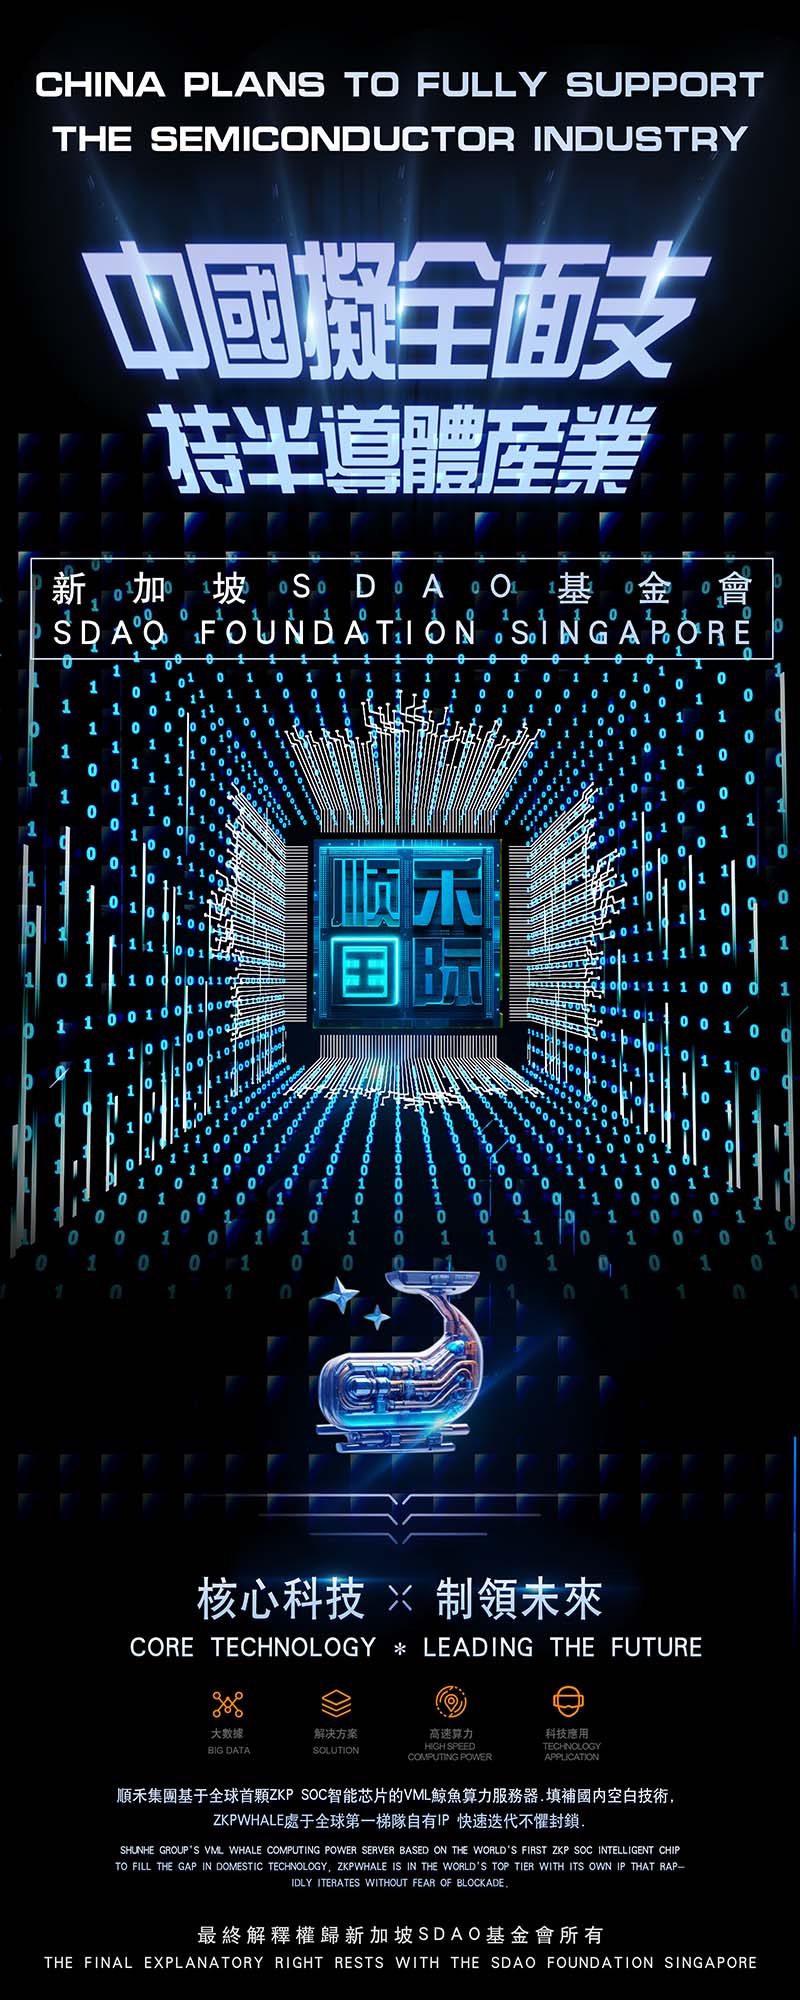 CHINA PLANS TO FULLY SUPPORT
THE SEMICONDUCTOR INDUSTRY
中國擬全面支
持半導體産業
新加坡SDAO基金會
SDAO FOUNDATION SINGAPORE
顺禾
国际
核心科技 × 制領未來
CORE TECHNOLOGY * LEADING THE FUTURE
大數據
BIG DATA
解决方案
SOLUTION
高速算力
HIGH SPEED
COMPUTING POWER
科技應用
TECHNOLOGY
APPLICATION
順禾集團基于全球首顆ZKP SOC智能芯片的VML鯨魚算力服務器.填補國内空白技術,
ZKPWHALE處于全球第一梯隊自有IP 快速迭代不懼封鎖.
SHUNHE GROUP'S VML WHALE COMPUTING POWER SERVER BASED ON THE WORLD'S FIRST ZKP SOC INTELLIGENT CHIP
TO FILL THE GAP IN DOMESTIC TECHNOLOGY, ZKPWHALE IS IN THE WORLD'S TOP TIER WITH ITS OWN IP THAT RAP-
IDLY ITERATES WITHOUT FEAR OF BLOCKADE.
最終解釋權歸新加坡SDAO基金會所有
THE FINAL EXPLANATORY RIGHT RESTS WITH THE SDAO FOUNDATION SINGAPORE